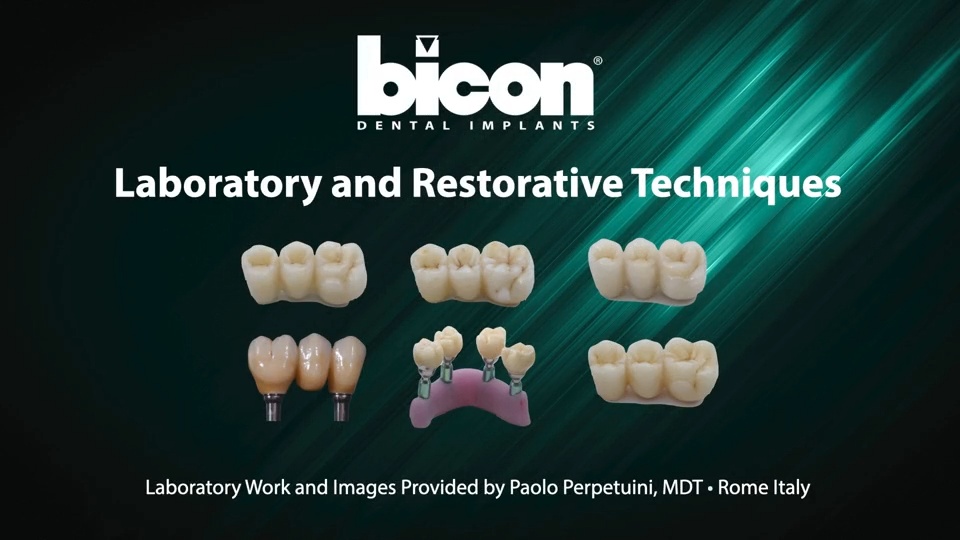 bicon®
DENTAL IMPLANTS
Laboratory and Restorative Techniques
Laboratory Work and Images Provided by Paolo Perpetuini, MDT • Rome Italy